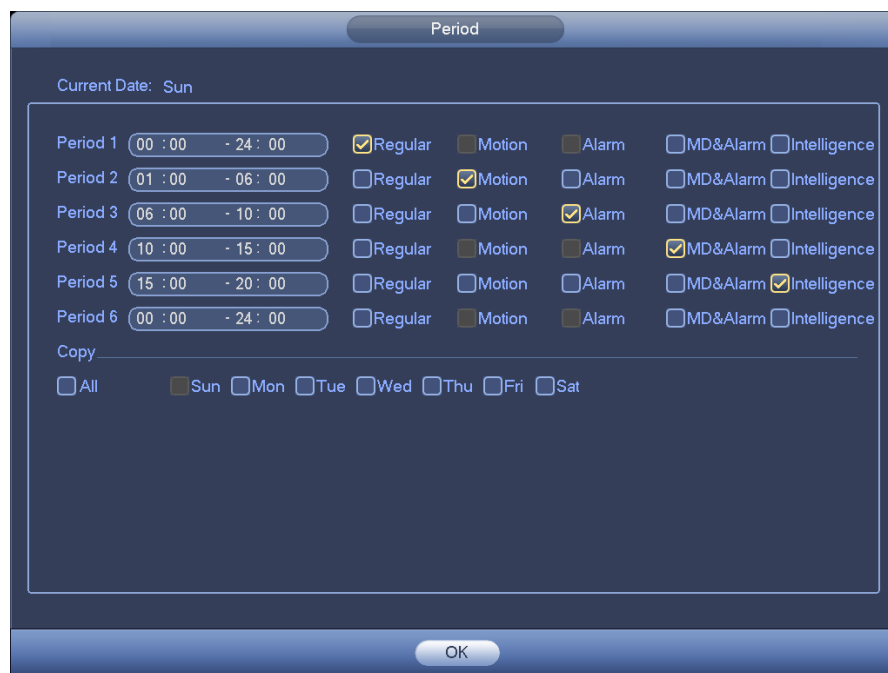 Period
Current Date: Sun
Period 1 00 :00 - 24 : 00 Regular Motion Alarm MD&Alarm Intelligence
Period 2 01 :00 - 06 : 00 Regular Motion Alarm MD&Alarm Intelligence
Period 3 06 :00 - 10 : 00 Regular Motion Alarm MD&Alarm Intelligence
Period 4 10 :00 - 15 : 00 Regular Motion Alarm MD&Alarm Intelligence
Period 5 15 :00 - 20 : 00 Regular Motion Alarm MD&Alarm Intelligence
Period 6 00 :00 - 24 : 00 Regular Motion Alarm MD&Alarm Intelligence
Copy
All Sun Mon Tue Wed Thu Fri Sat
OK